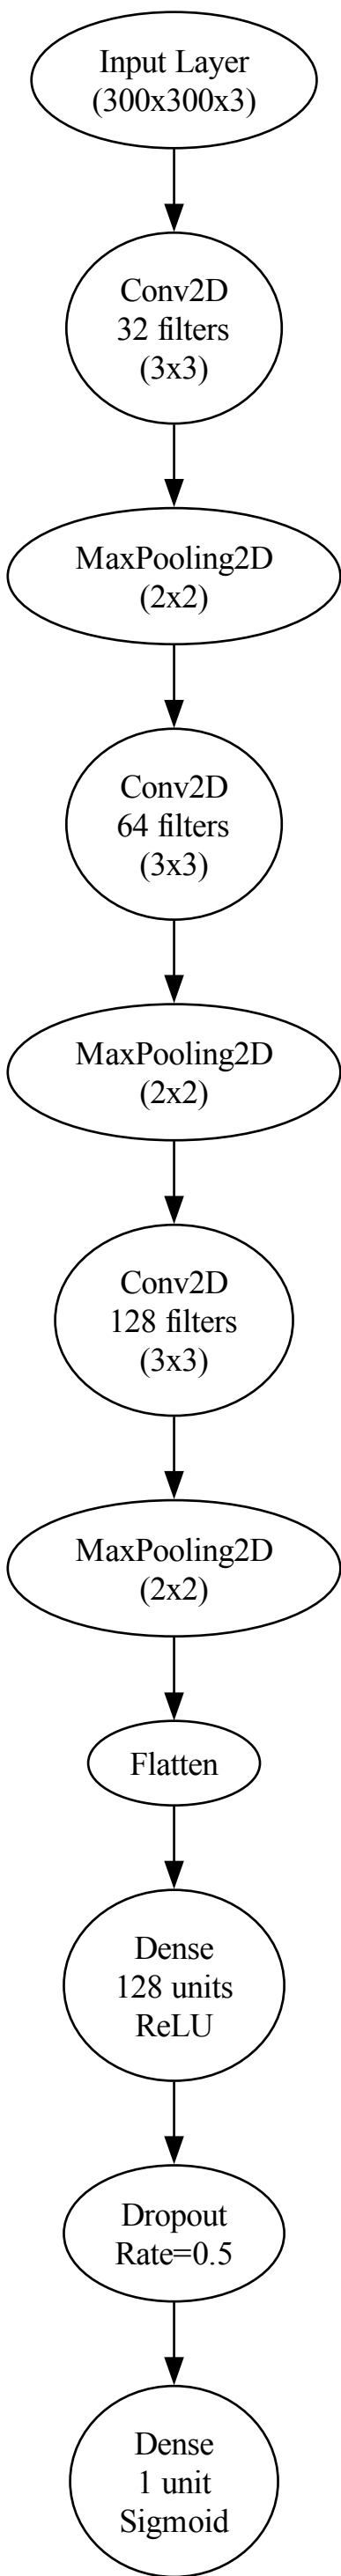 Input Layer
(300x300x3)
Conv2D
32 filters
(3x3)
MaxPooling2D
(2x2)
Conv2D
64 filters
(3x3)
MaxPooling2D
(2x2)
Conv2D
128 filters
(3x3)
MaxPooling2D
(2x2)
Flatten
Dense
128 units
ReLU
Dropout
Rate=0.5
Dense
1 unit
Sigmoid